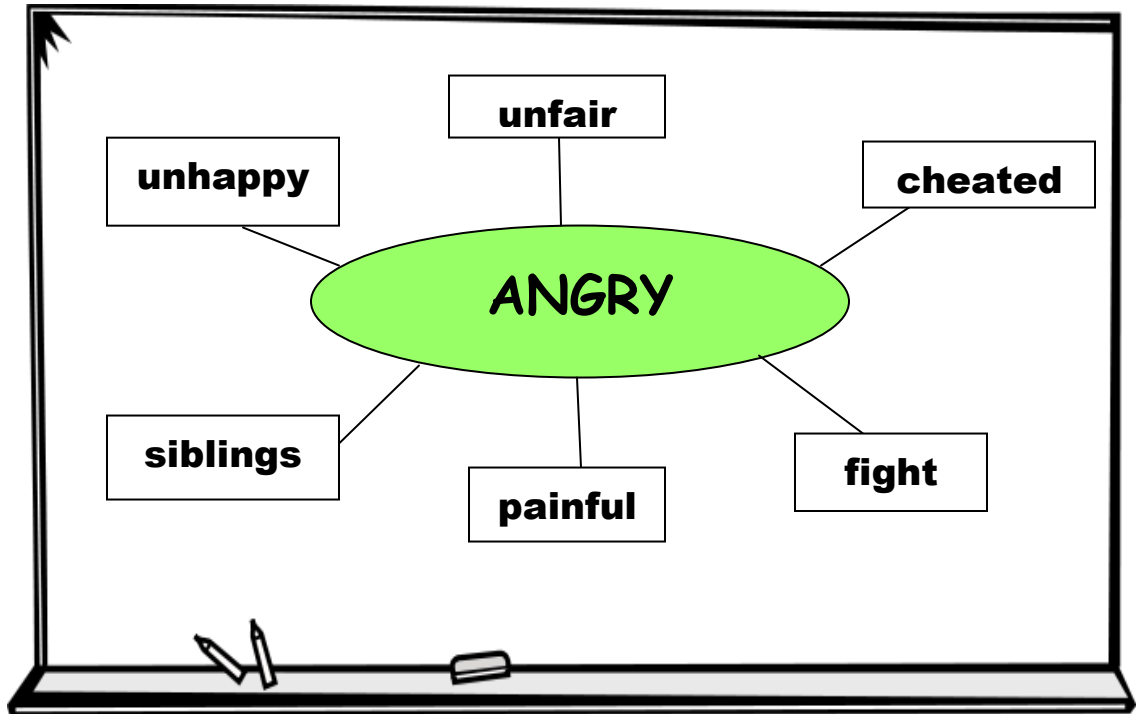 unfair
unhappy
cheated
ANGRY
siblings
fight
painful